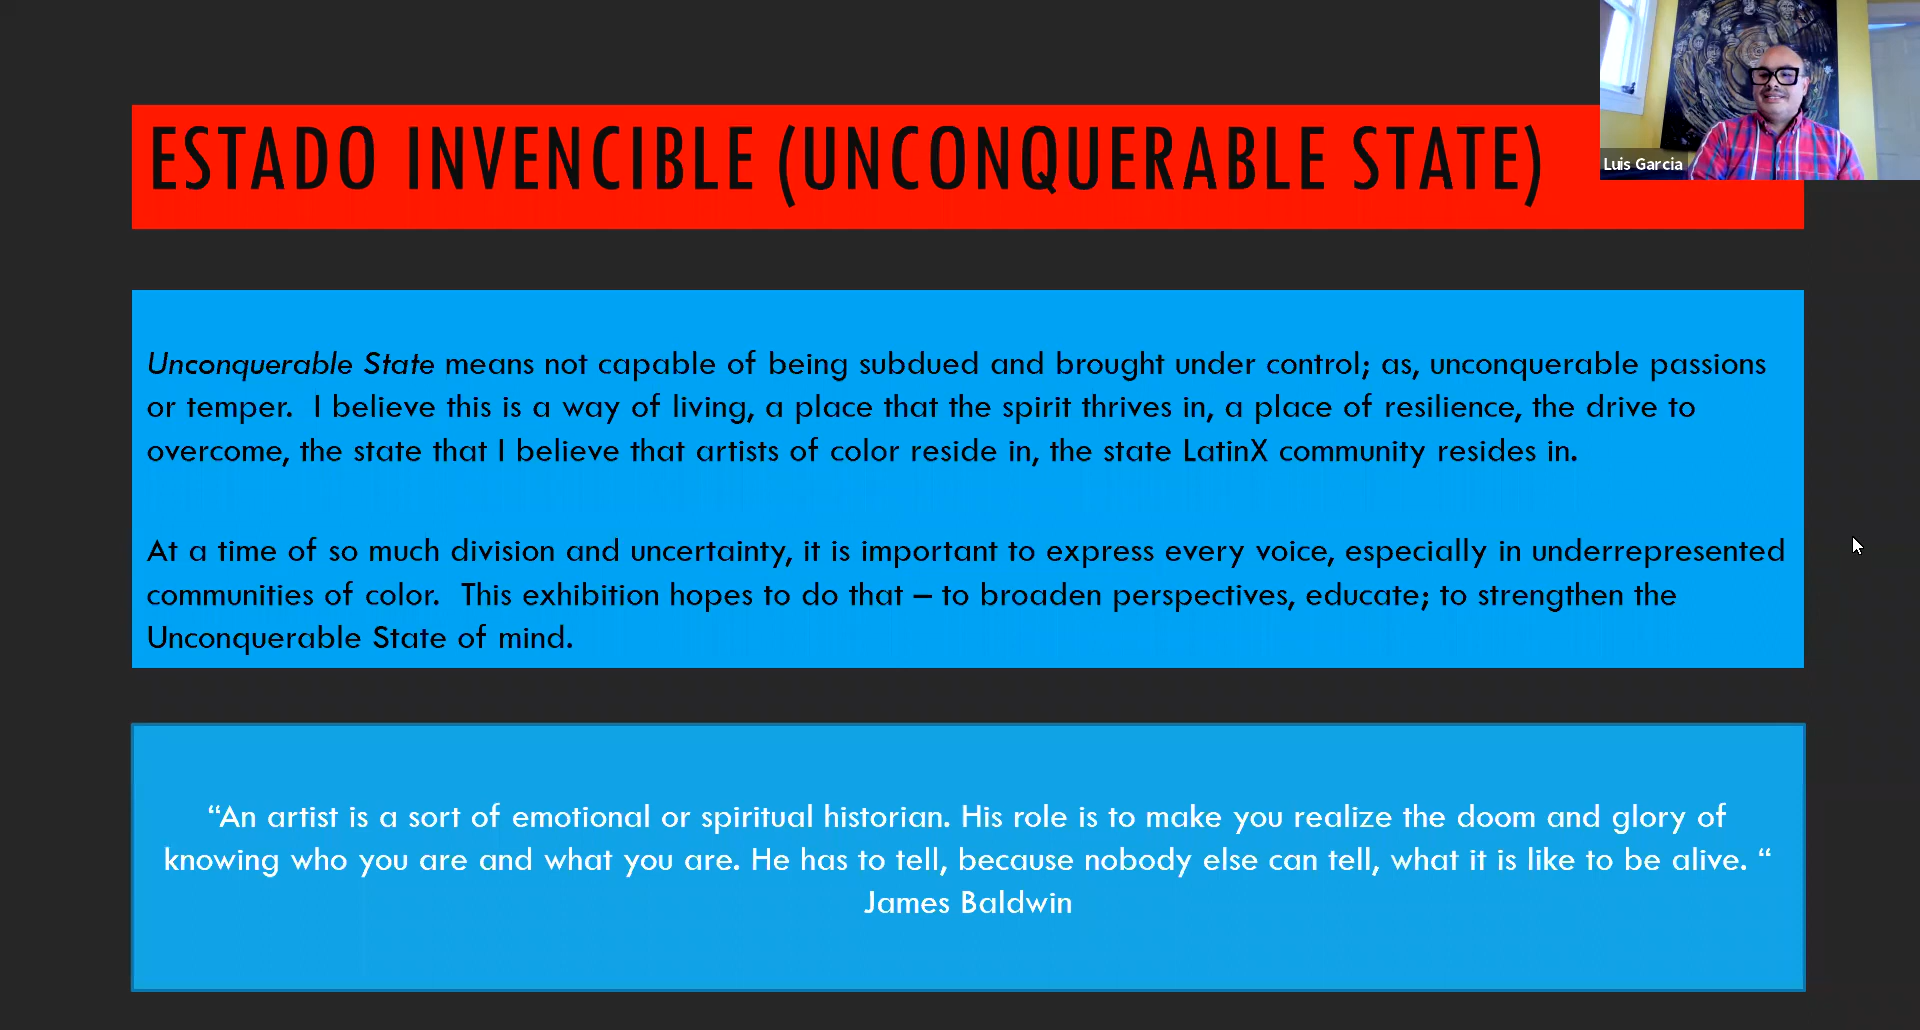 ESTADO INVENCIBLE (UNCONQUERABLE STATE)
Luis Garcia
Unconquerable State means not capable of being subdued and brought under control; as, unconquerable passions
or temper.  I believe this is a way of living, a place that the spirit thrives in, a place of resilience, the drive to
overcome, the state that I believe that artists of color reside in, the state LatinX community resides in.
At a time of so much division and uncertainty, it is important to express every voice, especially in underrepresented
communities of color.  This exhibition hopes to do that – to broaden perspectives, educate; to strengthen the
Unconquerable State of mind.
“An artist is a sort of emotional or spiritual historian. His role is to make you realize the doom and glory of
knowing who you are and what you are. He has to tell, because nobody else can tell, what it is like to be alive. “
James Baldwin